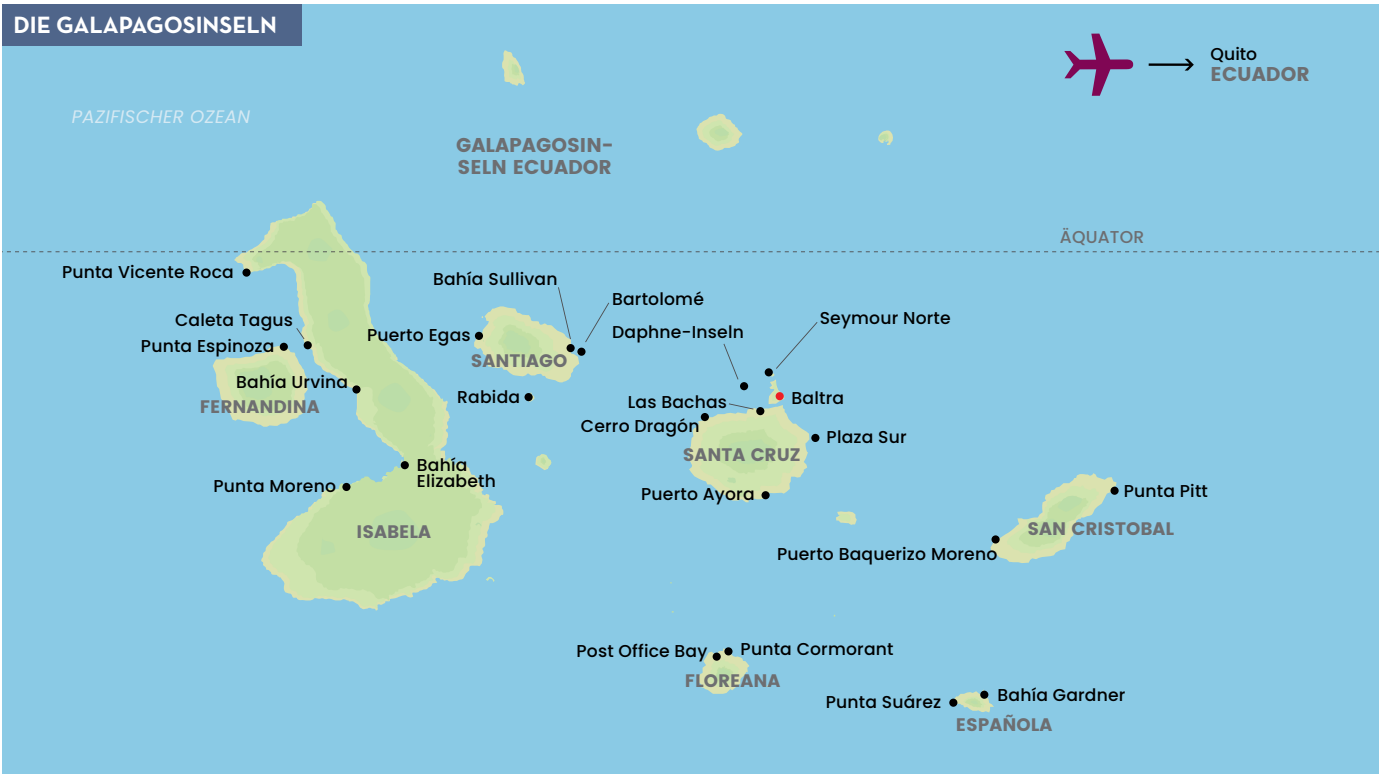 DIE GALAPAGOSINSELN
Quito
ECUADOR
PAZIFISCHER OZEAN
GALAPAGOSIN-
SELN ECUADOR
ÄQUATOR
Punta Vicente Roca
Bahía Sullivan
Bartolomé
Caleta Tagus
Seymour Norte
Puerto Egas
Daphne-Inseln
Punta Espinoza
SANTIAGO
Bahía Urvina
Rabida
Baltra
FERNANDINA
Las Bachas
Cerro Dragón
Plaza Sur
SANTA CRUZ
Bahía
Elizabeth
Punta Moreno
Puerto Ayora
Punta Pitt
ISABELA
SAN CRISTOBAL
Puerto Baquerizo Moreno
Post Office Bay
Punta Cormorant
FLOREANA
Punta Suárez
Bahía Gardner
ESPAÑOLA